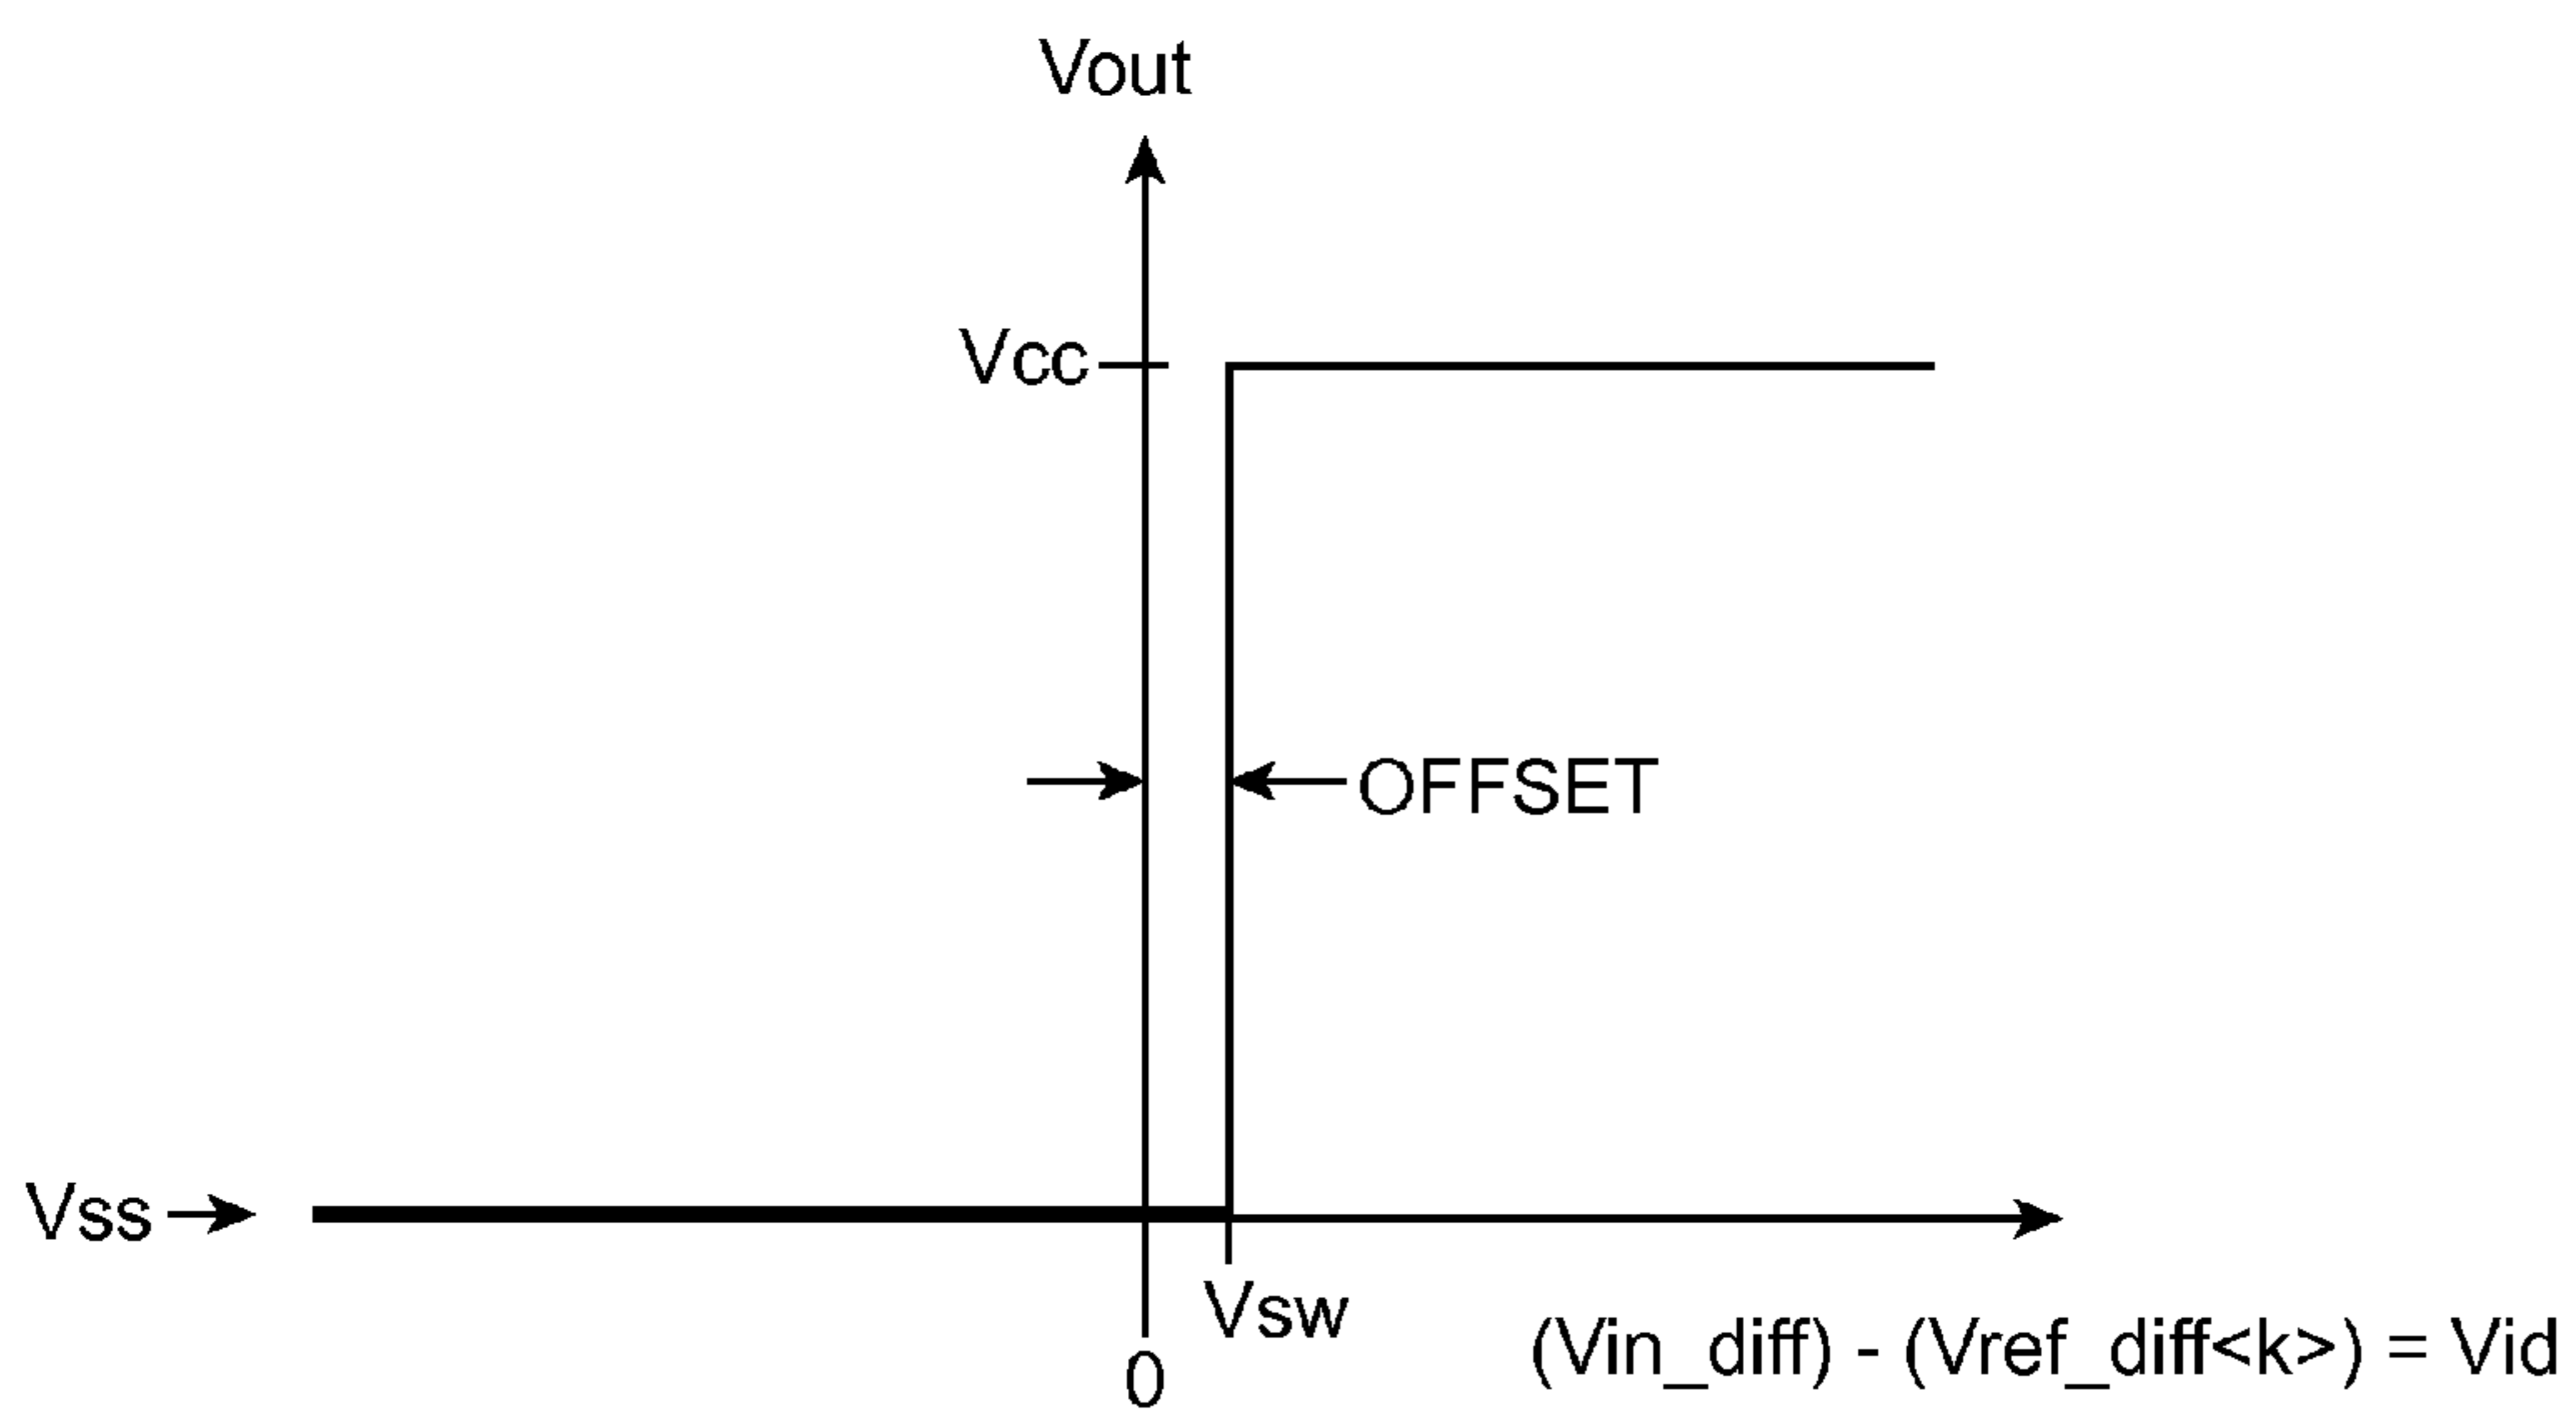 Vout
Vcc
OFFSET
Vss
Vsw
(Vin_diff) - (Vref_diff<k>) = Vid
0